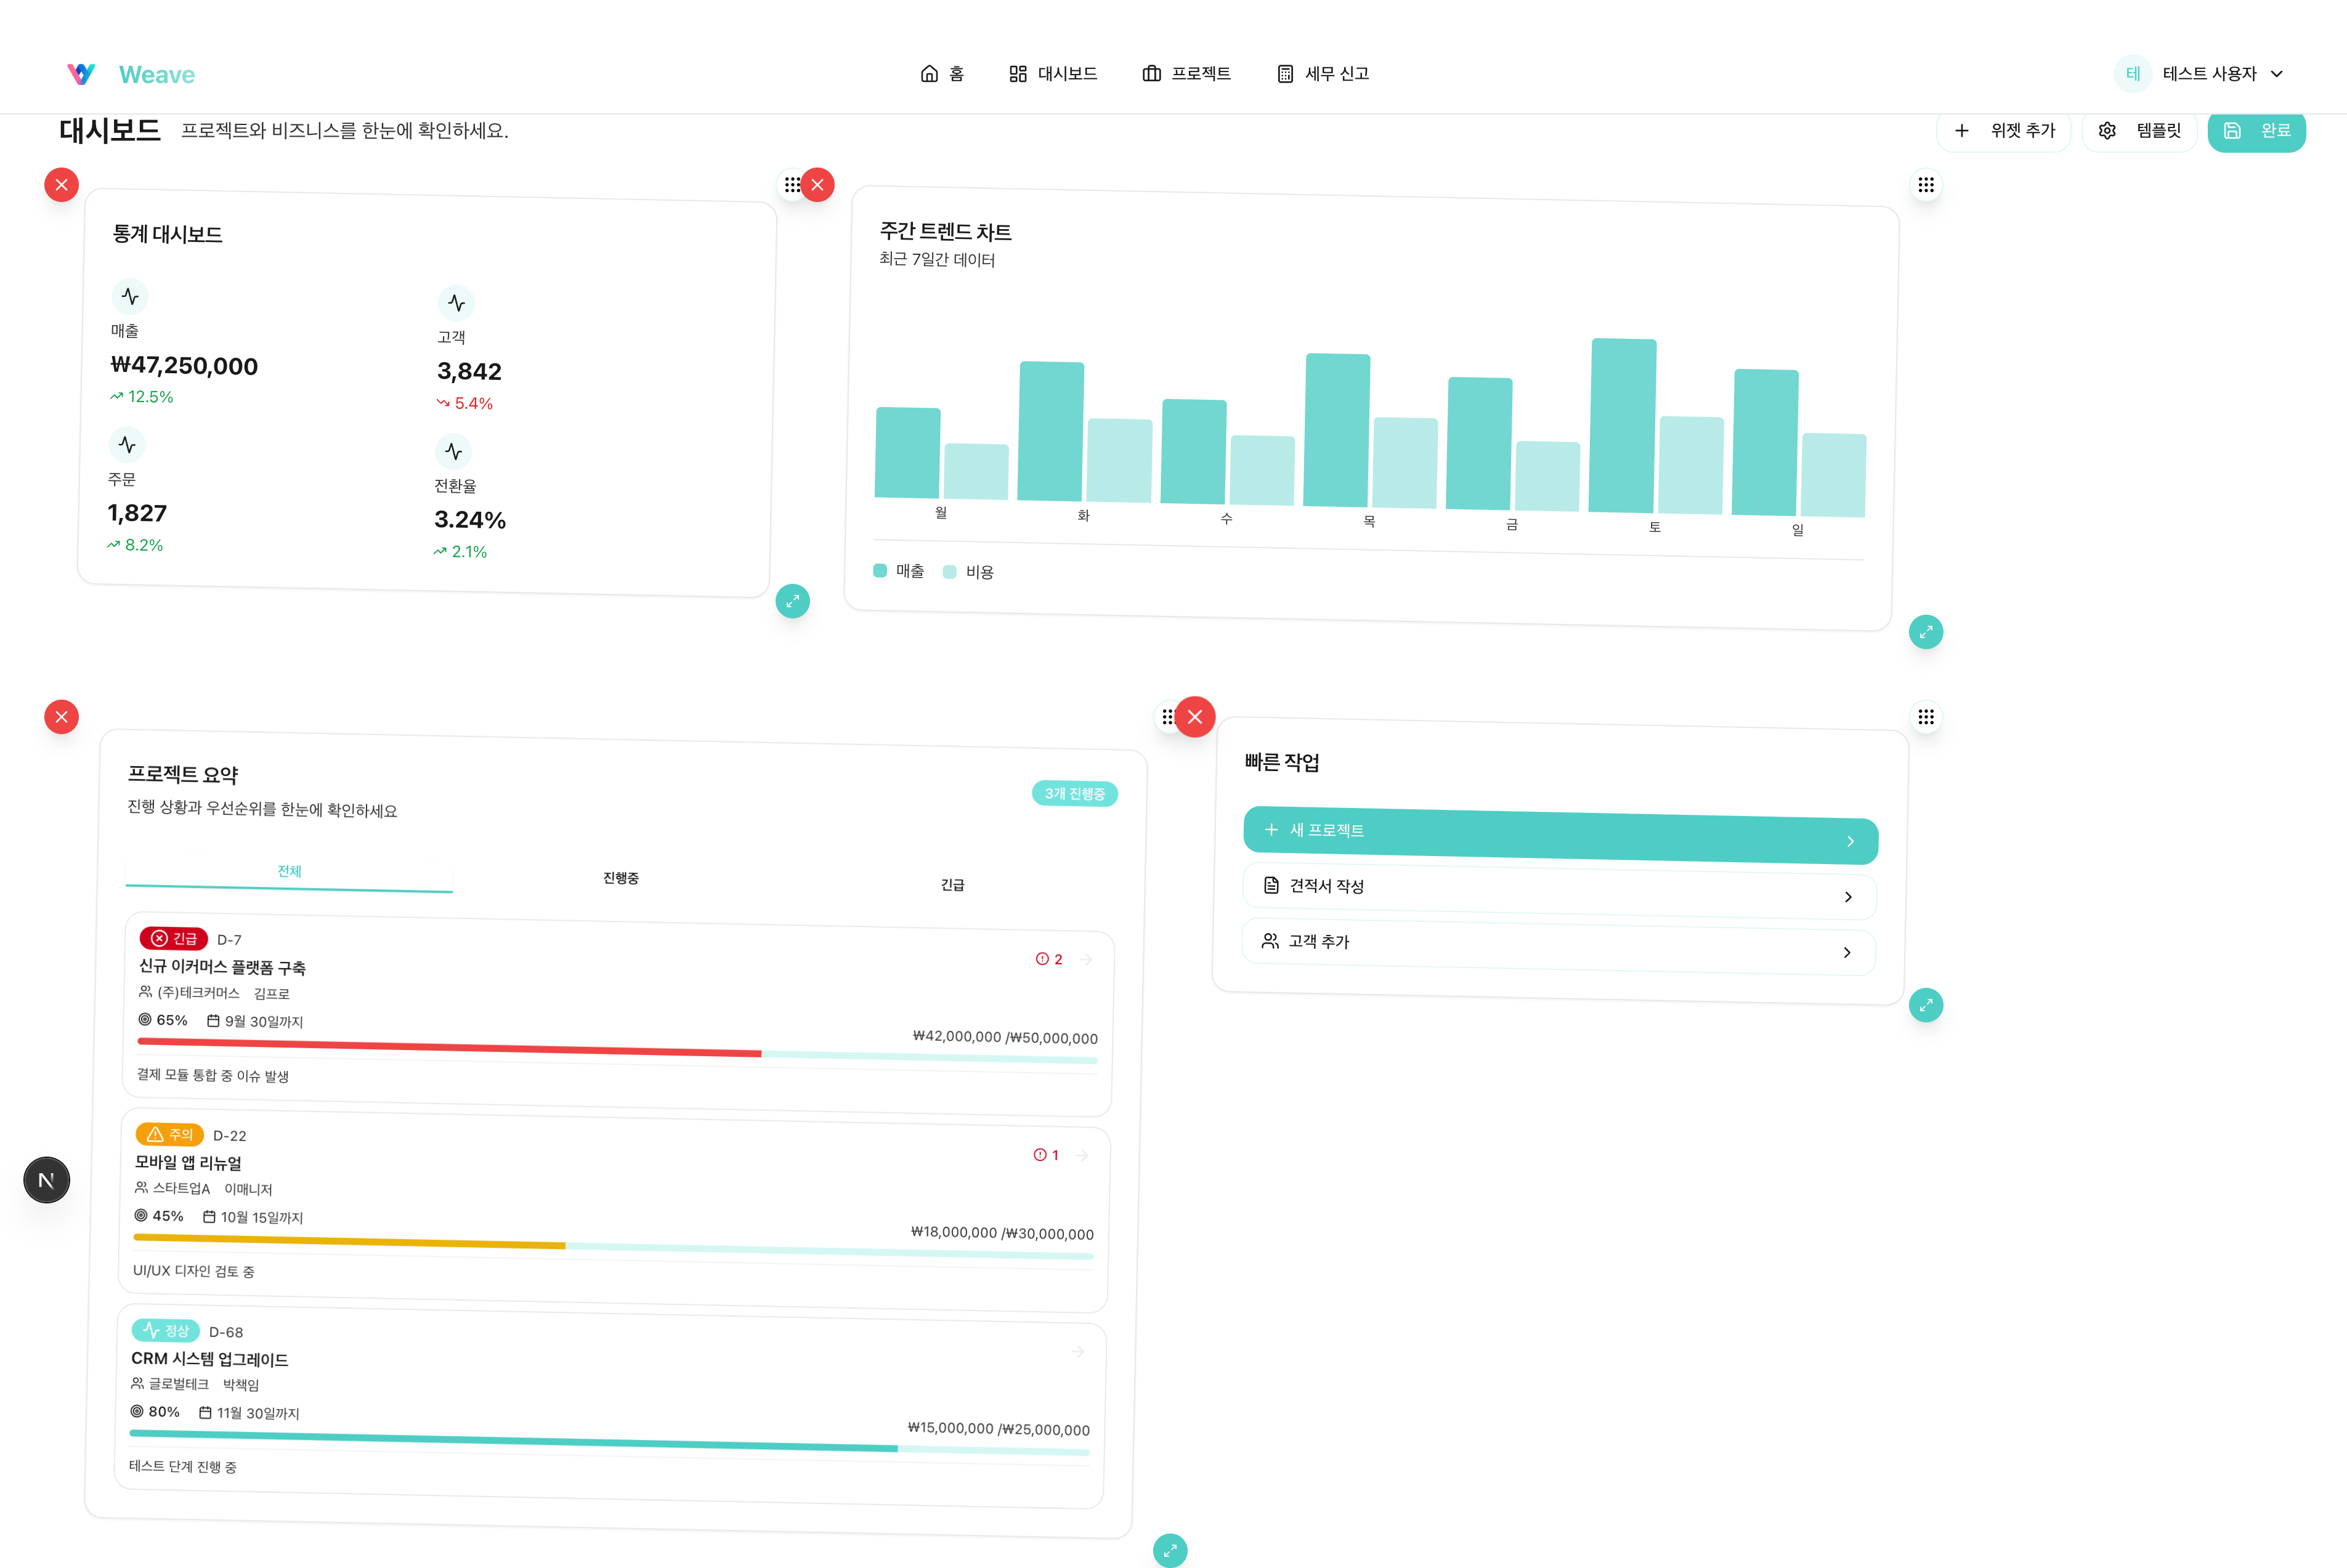 Weave
홈
대시보드
프로젝트
세무 신고
테
테스트 사용자
대시보드
프로젝트와 비즈니스를 한눈에 확인하세요.
위젯 추가
템플릿
완료
통계 대시보드
매출
₩47,250,000
12.5%
고객
3,842
5.4%
주문
1,827
8.2%
전환율
3.24%
2.1%
주간 트렌드 차트
최근 7일간 데이터
월 화 수 목 금 토 일
매출 비용
프로젝트 요약
진행 상황과 우선순위를 한눈에 확인하세요
3개 진행중
전체 진행중 긴급
긴급 D-7
2
신규 이커머스 플랫폼 구축
(주)테크커머스 김프로
65% 9월 30일까지
₩42,000,000 /₩50,000,000
결제 모듈 통합 중 이슈 발생
주의 D-22
1
모바일 앱 리뉴얼
스타트업A 이매니저
45% 10월 15일까지
₩18,000,000 /₩30,000,000
UI/UX 디자인 검토 중
정상 D-68
CRM 시스템 업그레이드
글로벌테크 박책임
80% 11월 30일까지
₩15,000,000 /₩25,000,000
테스트 단계 진행 중
빠른 작업
새 프로젝트
견적서 작성
고객 추가
N